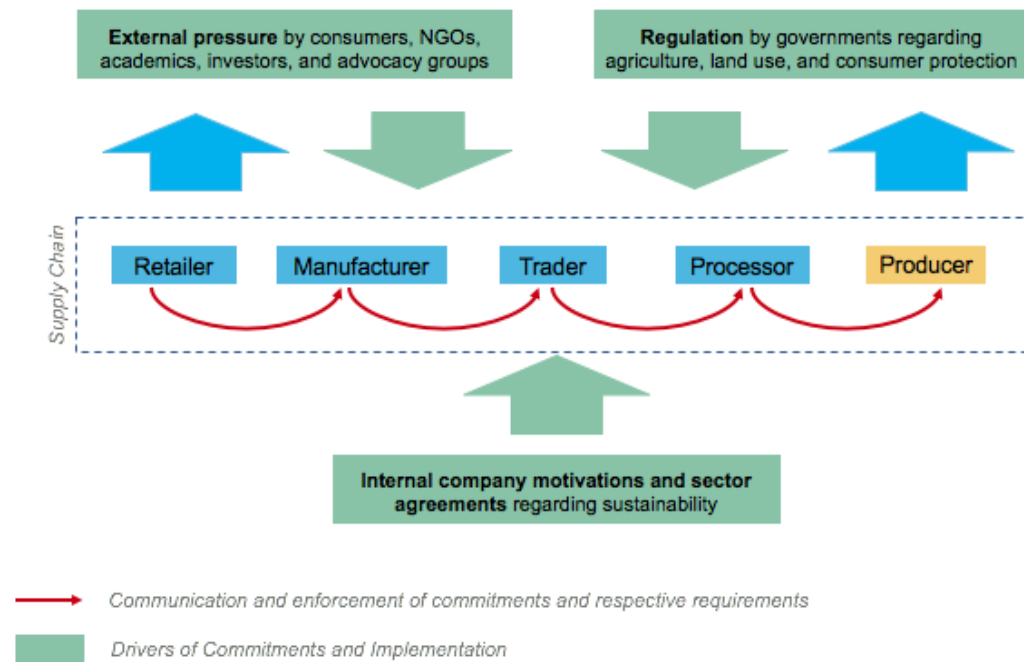 External pressure by consumers, NGOs,
academics, investors, and advocacy groups
Regulation by governments regarding
agriculture, land use, and consumer protection
Supply Chain
Retailer
Manufacturer
Trader
Processor
Producer
Internal company motivations and sector
agreements regarding sustainability
Communication and enforcement of commitments and respective requirements
Drivers of Commitments and Implementation